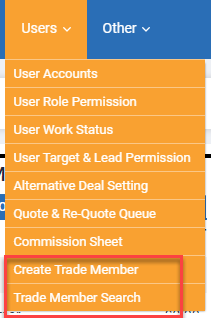 Users Other
User Accounts
User Role Permission
User Work Status
User Target & Lead Permission
Alternative Deal Setting
Quote & Re-Quote Queue
Commission Sheet
Create Trade Member
Trade Member Search